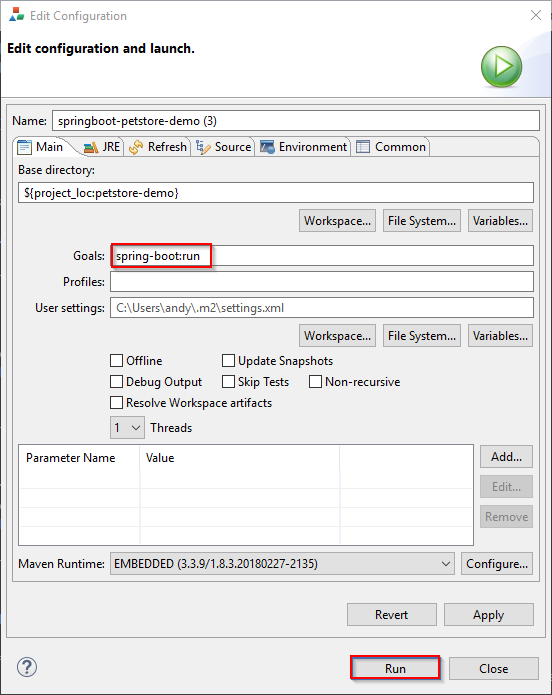 Edit Configuration
Edit configuration and launch.
Name: springboot-petstore-demo (3)
Main JRE Refresh Source Environment Common
Base directory:
${project_loc:petstore-demo}
Workspace... File System... Variables...
Goals: spring-boot:run
Profiles:
User settings: C:\Users\andy\.m2\settings.xml
Workspace... File System... Variables...
Offline Update Snapshots
Debug Output Skip Tests Non-recursive
Resolve Workspace artifacts
1 Threads
Parameter Name Value Add...
Edit...
Remove
Maven Runtime: EMBEDDED (3.3.9/1.8.3.20180227-2135) Configure...
Revert Apply
? Run Close